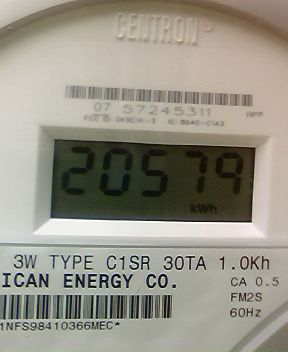 CENTRON®
07 57245311 HPP
20579
kWh
3W TYPE C1SR 30TA 1.0Kh
ICAN ENERGY CO. CA 0.5
FM2S
60Hz
1NFS98410366MEC*